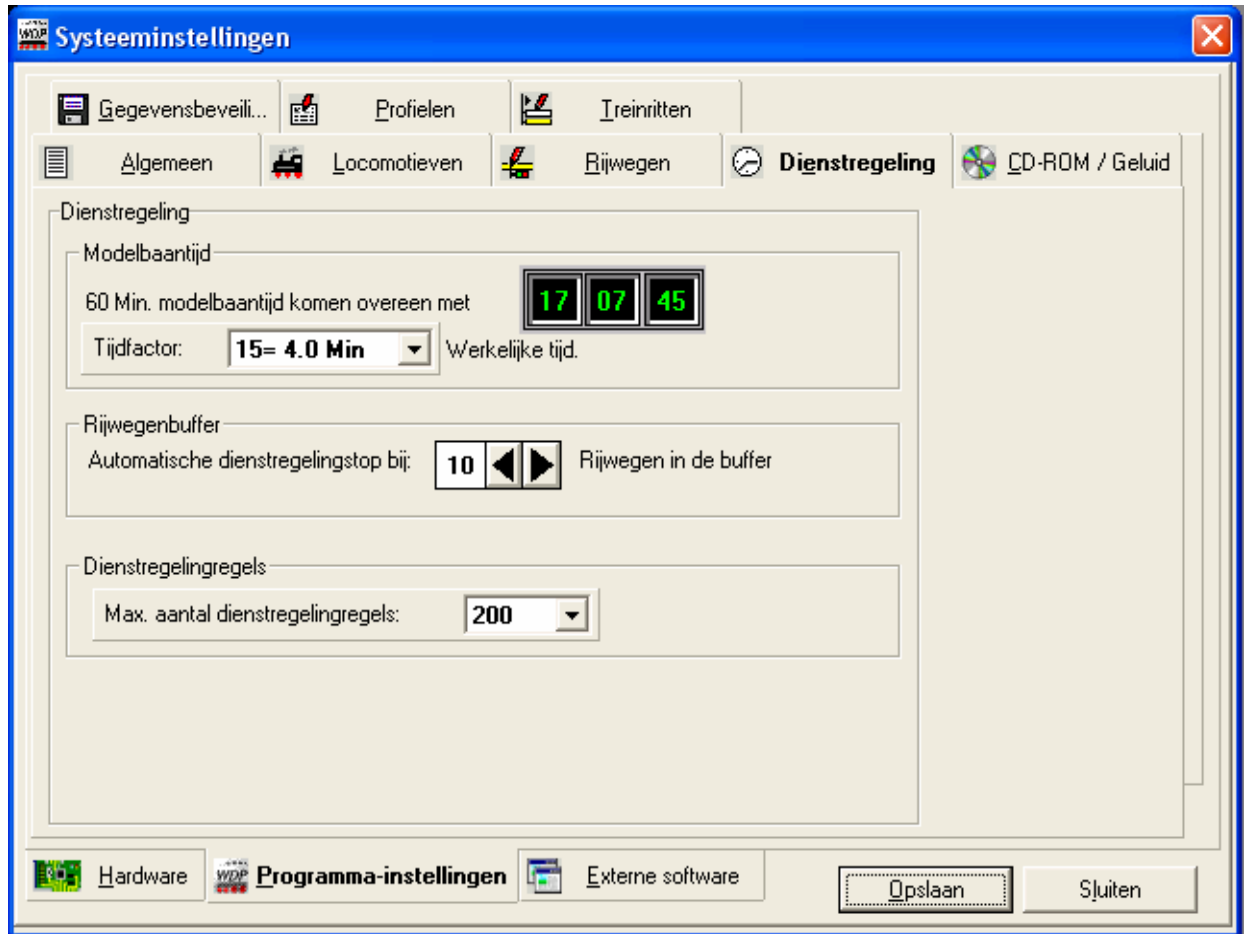 Systeeminstellingen
Gegevensbeveili... Profielen Treinritten
Algemeen Locomotieven Rijwegen Dienstregeling CD-ROM / Geluid
Dienstregeling
Modelbaantijd
60 Min. modelbaantijd komen overeen met 17 07 45
Tijdfactor: 15= 4.0 Min Werkelijke tijd.
Rijwegenbuffer
Automatische dienstregelingstop bij: 10 Rijwegen in de buffer
Dienstregelingregels
Max. aantal dienstregelingregels: 200
Hardware WDP Programma-instellingen Externe software
Opslaan Sluiten